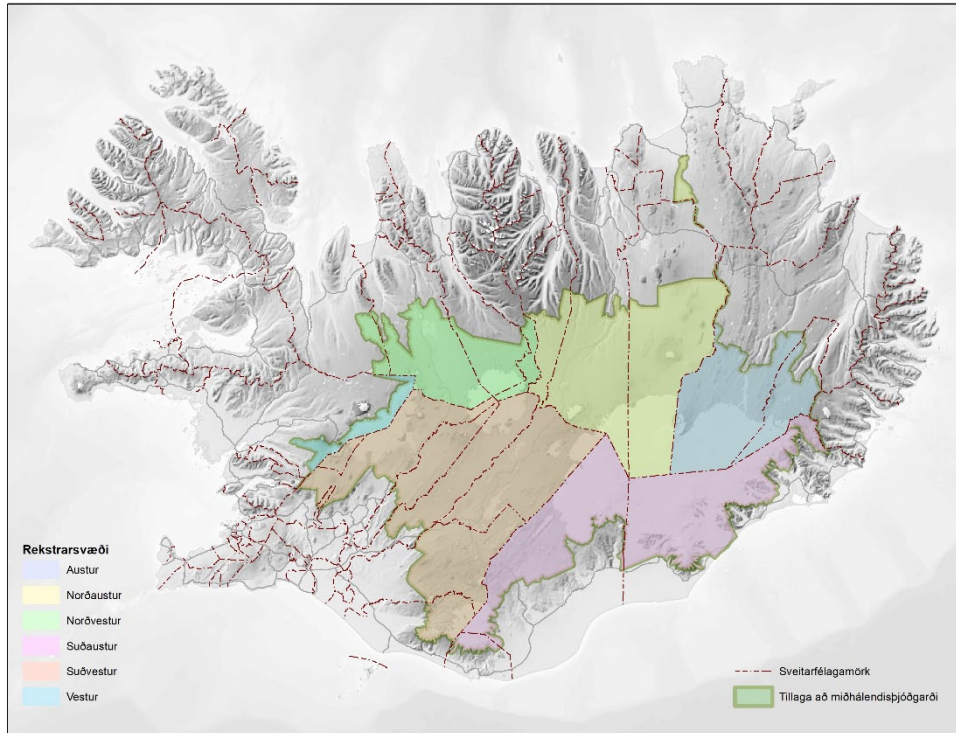 Rekstrarsvæði
Austur
Norðaustur
Norðvestur
Suðaustur
Suðvestur
Vestur
Sveitarfélagamörk
Tillaga að miðhálendisþjóðgarði